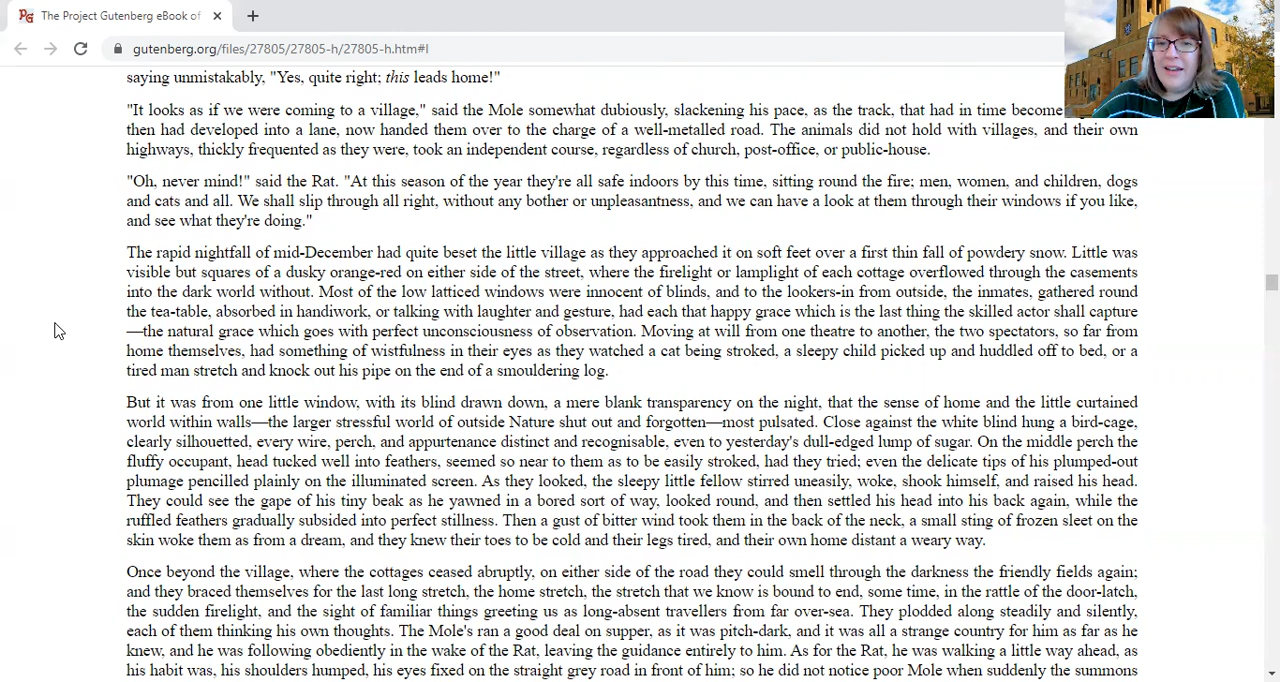 The Project Gutenberg eBook of
gutenberg.org/files/27805/27805-h/27805-h.htm#I
saying unmistakably, "Yes, quite right; this leads home!"
"It looks as if we were coming to a village," said the Mole somewhat dubiously, slackening his pace, as the track, that had in time become
then had developed into a lane, now handed them over to the charge of a well-metalled road. The animals did not hold with villages, and their own
highways, thickly frequented as they were, took an independent course, regardless of church, post-office, or public-house.
"Oh, never mind!" said the Rat. "At this season of the year they're all safe indoors by this time, sitting round the fire; men, women, and children, dogs
and cats and all. We shall slip through all right, without any bother or unpleasantness, and we can have a look at them through their windows if you like,
and see what they're doing."
The rapid nightfall of mid-December had quite beset the little village as they approached it on soft feet over a first thin fall of powdery snow. Little was
visible but squares of a dusky orange-red on either side of the street, where the firelight or lamplight of each cottage overflowed through the casements
into the dark world without. Most of the low latticed windows were innocent of blinds, and to the lookers-in from outside, the inmates, gathered round
the tea-table, absorbed in handiwork, or talking with laughter and gesture, had each that happy grace which is the last thing the skilled actor shall capture
—the natural grace which goes with perfect unconsciousness of observation. Moving at will from one theatre to another, the two spectators, so far from
home themselves, had something of wistfulness in their eyes as they watched a cat being stroked, a sleepy child picked up and huddled off to bed, or a
tired man stretch and knock out his pipe on the end of a smouldering log.
But it was from one little window, with its blind drawn down, a mere blank transparency on the night, that the sense of home and the little curtained
world within walls—the larger stressful world of outside Nature shut out and forgotten—most pulsated. Close against the white blind hung a bird-cage,
clearly silhouetted, every wire, perch, and appurtenance distinct and recognisable, even to yesterday's dull-edged lump of sugar. On the middle perch the
fluffy occupant, head tucked well into feathers, seemed so near to them as to be easily stroked, had they tried; even the delicate tips of his plumped-out
plumage pencilled plainly on the illuminated screen. As they looked, the sleepy little fellow stirred uneasily, woke, shook himself, and raised his head.
They could see the gape of his tiny beak as he yawned in a bored sort of way, looked round, and then settled his head into his back again, while the
ruffled feathers gradually subsided into perfect stillness. Then a gust of bitter wind took them in the back of the neck, a small sting of frozen sleet on the
skin woke them as from a dream, and they knew their toes to be cold and their legs tired, and their own home distant a weary way.
Once beyond the village, where the cottages ceased abruptly, on either side of the road they could smell through the darkness the friendly fields again;
and they braced themselves for the last long stretch, the home stretch, the stretch that we know is bound to end, some time, in the rattle of the door-latch,
the sudden firelight, and the sight of familiar things greeting us as long-absent travellers from far over-sea. They plodded along steadily and silently,
each of them thinking his own thoughts. The Mole's ran a good deal on supper, as it was pitch-dark, and it was all a strange country for him as far as he
knew, and he was following obediently in the wake of the Rat, leaving the guidance entirely to him. As for the Rat, he was walking a little way ahead, as
his habit was, his shoulders humped, his eyes fixed on the straight grey road in front of him; so he did not notice poor Mole when suddenly the summons